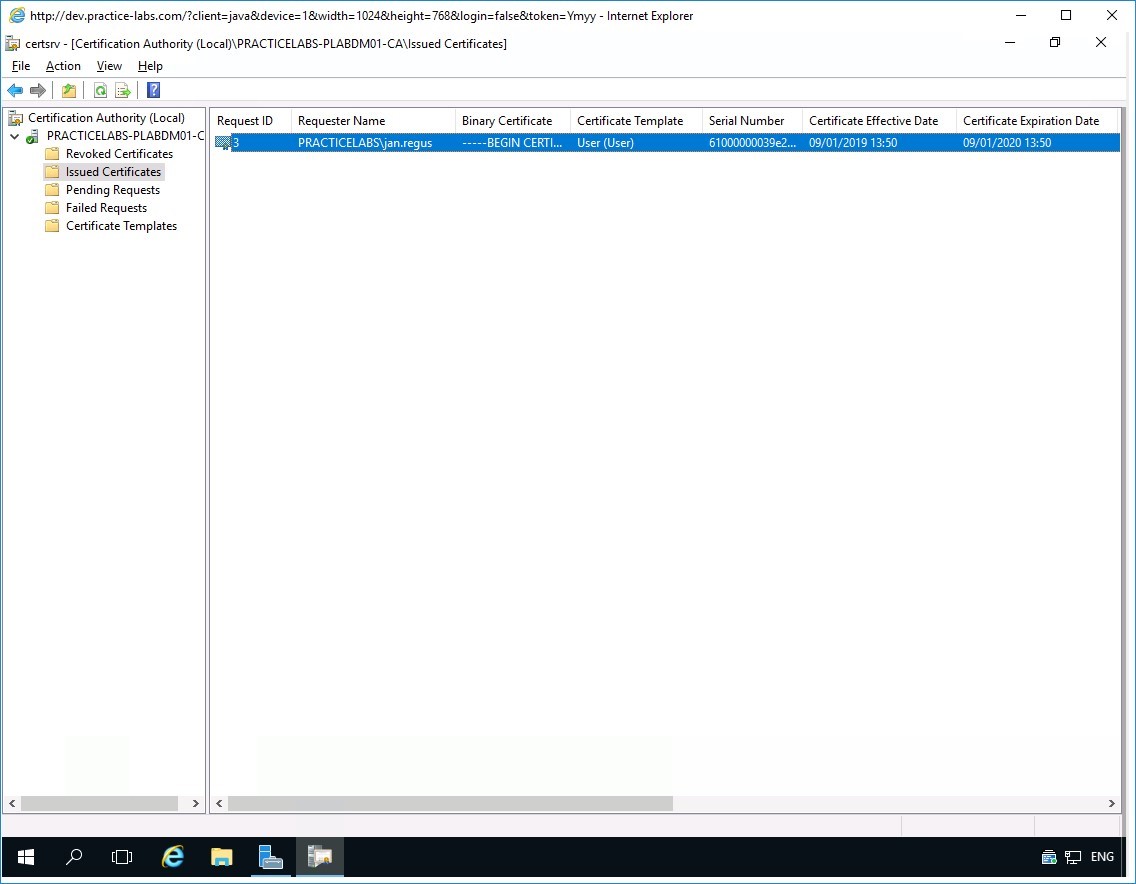 http://dev.practice-labs.com/?client=java&device=1&width=1024&height=768&login=false&token=Ymyy - Internet Explorer
certsrv - [Certification Authority (Local)\PRACTICELABS-PLABDM01-CA\Issued Certificates]
File Action View Help
Certification Authority (Local)
PRACTICELABS-PLABDM01-C
Revoked Certificates
Issued Certificates
Pending Requests
Failed Requests
Certificate Templates
Request ID Requester Name Binary Certificate Certificate Template Serial Number Certificate Effective Date Certificate Expiration Date
3 PRACTICELABS\jan.regus -----BEGIN CERTI... User (User) 61000000039e2... 09/01/2019 13:50 09/01/2020 13:50
ENG